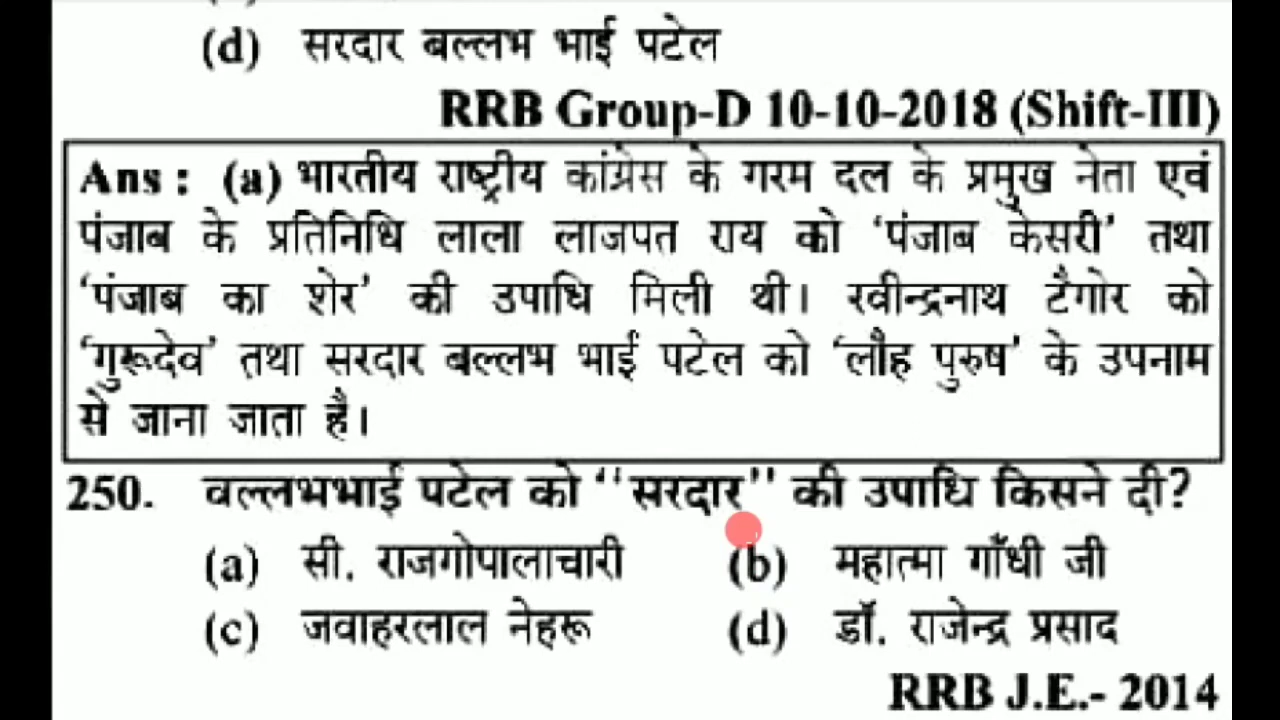 (d) सरदार बल्लभ भाई पटेल
RRB Group-D 10-10-2018 (Shift-III)
Ans : (a) भारतीय राष्ट्रीय कांग्रेस के गरम दल के प्रमुख नेता एवं
पंजाब के प्रतिनिधि लाला लाजपत राय को ‘पंजाब केसरी’ तथा
‘पंजाब का शेर’ की उपाधि मिली थी। रवीन्द्रनाथ टैगोर को
‘गुरूदेव’ तथा सरदार बल्लभ भाई पटेल को ‘लौह पुरुष’ के उपनाम
से जाना जाता है।
250. वल्लभभाई पटेल को ‘‘सरदार’’ की उपाधि किसने दी?
(a) सी. राजगोपालाचारी (b) महात्मा गाँधी जी
(c) जवाहरलाल नेहरू (d) डॉ. राजेन्द्र प्रसाद
RRB J.E.- 2014